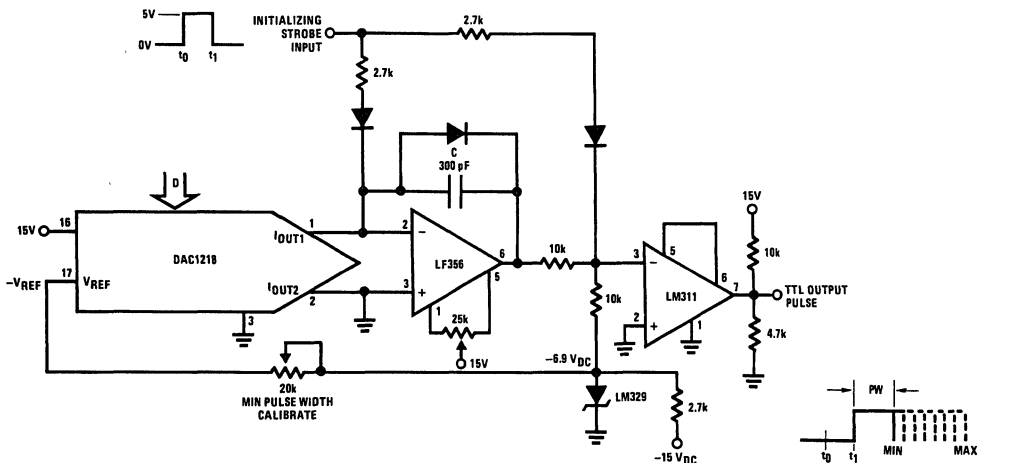 5V
0V
t0
t1
INITIALIZING
STROBE
INPUT
2.7k
2.7k
C
300 pF
D
15V
16
17
-VREF
VREF
DAC1218
IOUT1
1
IOUT2
2
3
2
3
LF356
6
5
1
25k
15V
10k
10k
3
2
LM311
5
6
7
1
15V
10k
TTL OUTPUT
PULSE
4.7k
20k
MIN PULSE WIDTH
CALIBRATE
-6.9 VDC
LM329
2.7k
-15 VDC
PW
t0
t1
MIN
MAX